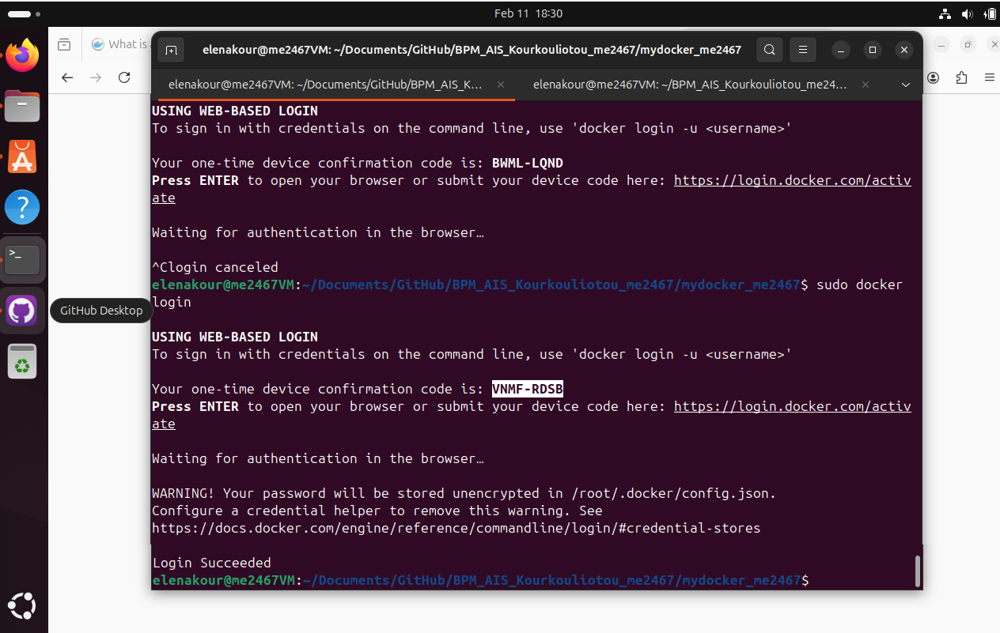 Feb 11 18:30
What is
elenakour@me2467VM: ~/Documents/GitHub/BPM_AIS_Kourkouliotou_me2467/mydocker_me2467
elenakour@me2467VM: ~/Documents/GitHub/BPM_AIS_K...
elenakour@me2467VM: ~/BPM_AIS_Kourkouliotou_me24...
USING WEB-BASED LOGIN
To sign in with credentials on the command line, use 'docker login -u <username>'
Your one-time device confirmation code is: BWML-LQND
Press ENTER to open your browser or submit your device code here: https://login.docker.com/activ
ate
Waiting for authentication in the browser…
^Clogin canceled
elenakour@me2467VM:~/Documents/GitHub/BPM_AIS_Kourkouliotou_me2467/mydocker_me2467$ sudo docker
login
GitHub Desktop
USING WEB-BASED LOGIN
To sign in with credentials on the command line, use 'docker login -u <username>'
Your one-time device confirmation code is: VNMF-RDSB
Press ENTER to open your browser or submit your device code here: https://login.docker.com/activ
ate
Waiting for authentication in the browser…
WARNING! Your password will be stored unencrypted in /root/.docker/config.json.
Configure a credential helper to remove this warning. See
https://docs.docker.com/engine/reference/commandline/login/#credential-stores
Login Succeeded
elenakour@me2467VM:~/Documents/GitHub/BPM_AIS_Kourkouliotou_me2467/mydocker_me2467$